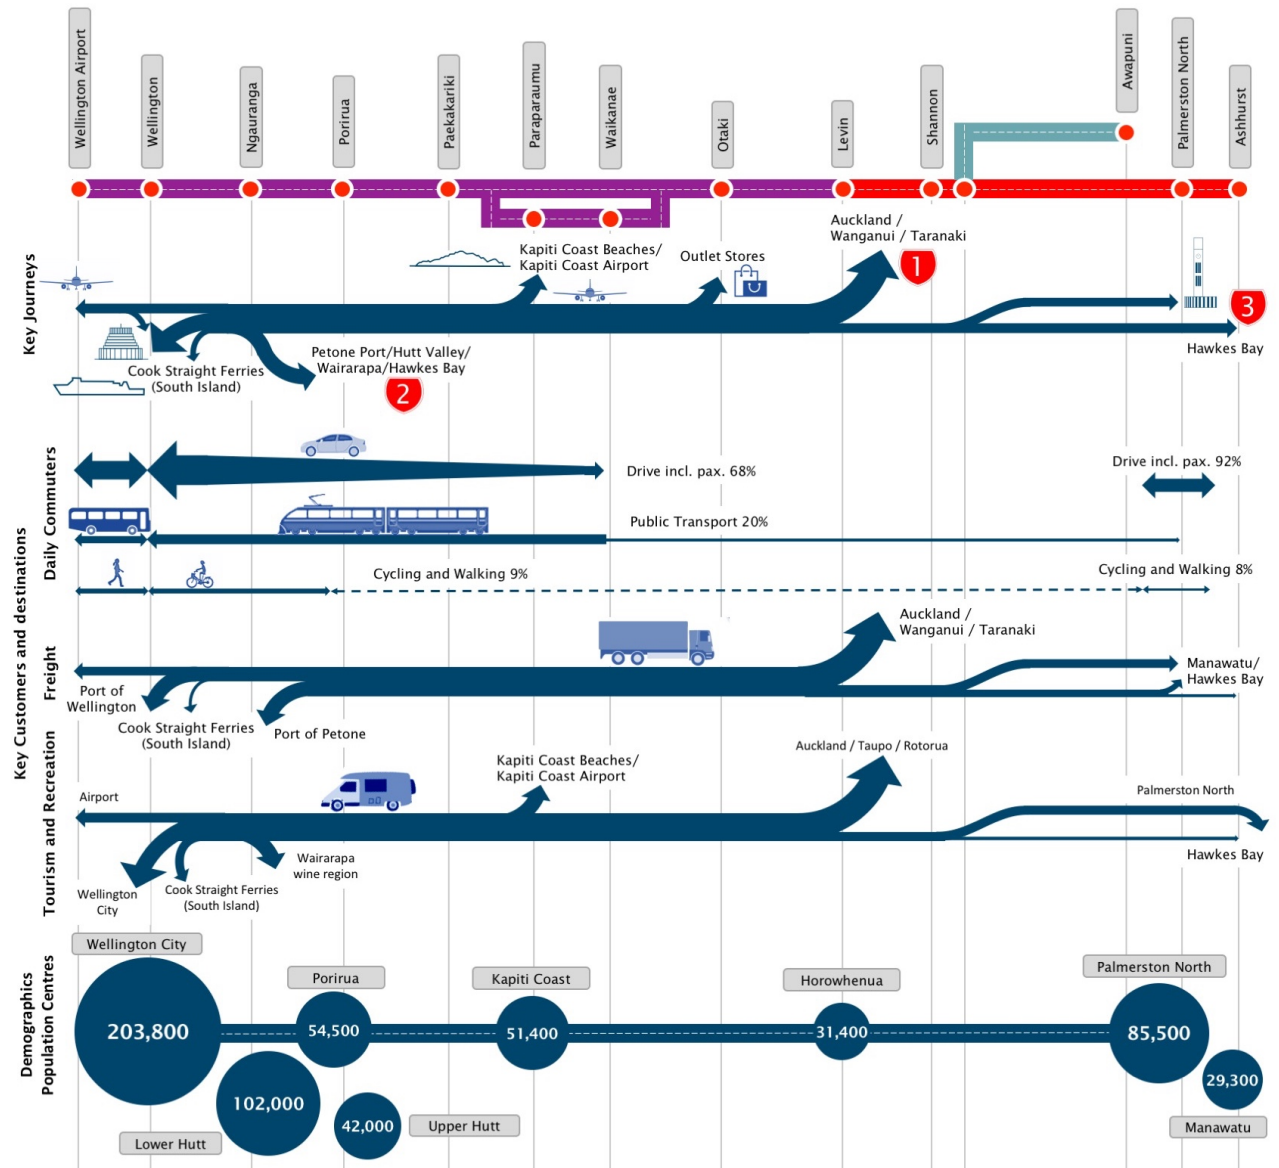 Wellington Airport
Wellington
Ngauranga
Porirua
Paekakariki
Paraparaumu
Waikanae
Otaki
Levin
Shannon
Awapuni
Palmerston North
Ashhurst
Key Journeys
Kapiti Coast Beaches/
Kapiti Coast Airport
Outlet Stores
Auckland /
Wanganui / Taranaki
1
3
Hawkes Bay
Cook Straight Ferries
(South Island)
Petone Port/Hutt Valley/
Wairarapa/Hawkes Bay
2
Key Customers and destinations
Daily Commuters
Drive incl. pax. 68%
Drive incl. pax. 92%
Public Transport 20%
Cycling and Walking 9%
Cycling and Walking 8%
Freight
Auckland /
Wanganui / Taranaki
Manawatu/
Hawkes Bay
Port of
Wellington
Cook Straight Ferries
(South Island)
Port of Petone
Tourism and Recreation
Kapiti Coast Beaches/
Kapiti Coast Airport
Auckland / Taupo / Rotorua
Airport
Palmerston North
Hawkes Bay
Wairarapa
wine region
Wellington
City
Cook Straight Ferries
(South Island)
Demographics
Population Centres
Wellington City
203,800
Porirua
54,500
Kapiti Coast
51,400
Horowhenua
31,400
Palmerston North
85,500
102,000
Lower Hutt
42,000
Upper Hutt
29,300
Manawatu